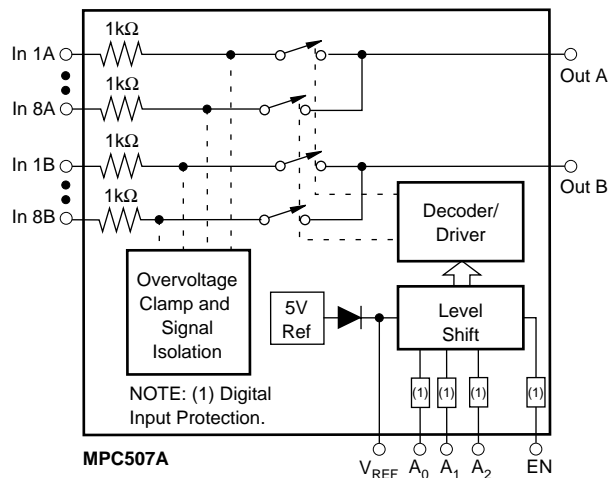 1kΩ
In 1A
Out A
1kΩ
In 8A
1kΩ
In 1B
Out B
1kΩ
In 8B
Decoder/
Driver
Overvoltage
Clamp and
Signal
Isolation
5V
Ref
Level
Shift
(1) (1) (1) (1)
NOTE: (1) Digital
Input Protection.
MPC507A
VREF A0 A1 A2 EN